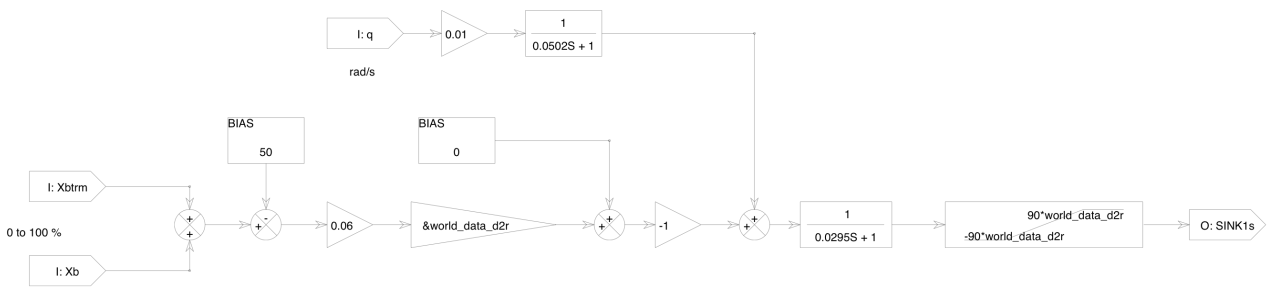 I: q
0.01
1
0.0502S + 1
rad/s
BIAS
50
BIAS
0
I: Xbtrm
0 to 100 %
I: Xb
+
+
-
+
0.06
&world_data_d2r
+
+
-1
+
+
1
0.0295S + 1
90*world_data_d2r
-90*world_data_d2r
O: SINK1s